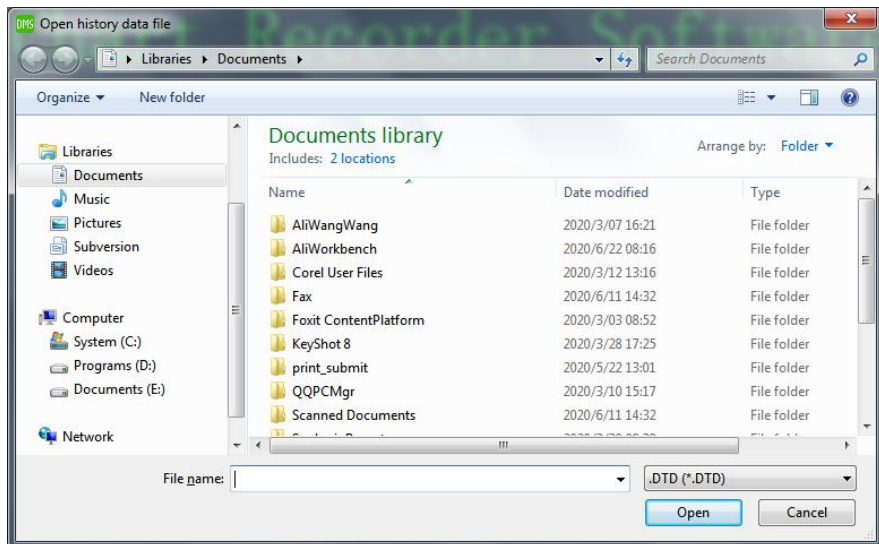 DMS Open history data file
Recorder Softwa
Libraries Documents
Search Documents
Organize New folder
Libraries
Documents
Music
Pictures
Subversion
Videos
Computer
System (C:)
Programs (D:)
Documents (E:)
Network
Documents library
Includes: 2 locations
Arrange by: Folder
Name Date modified Type
AliWangWang 2020/3/07 16:21 File folder
AliWorkbench 2020/6/22 08:16 File folder
Corel User Files 2020/3/12 13:16 File folder
Fax 2020/6/11 14:32 File folder
Foxit ContentPlatform 2020/3/03 08:52 File folder
KeyShot 8 2020/3/28 17:25 File folder
print_submit 2020/5/22 13:01 File folder
QQPCMgr 2020/3/10 15:17 File folder
Scanned Documents 2020/6/11 14:32 File folder
File name: .DTD (*.DTD)
Open Cancel